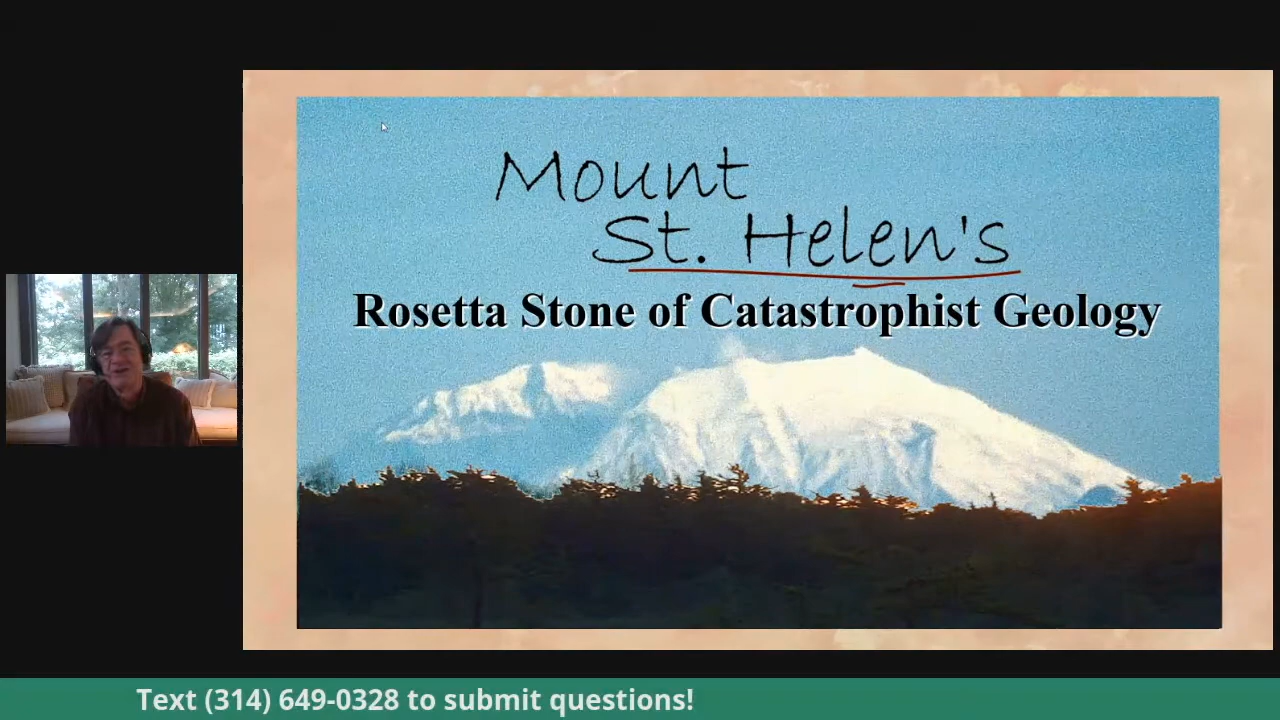 Mount
St. Helen's
Rosetta Stone of Catastrophist Geology
Text (314) 649-0328 to submit questions!